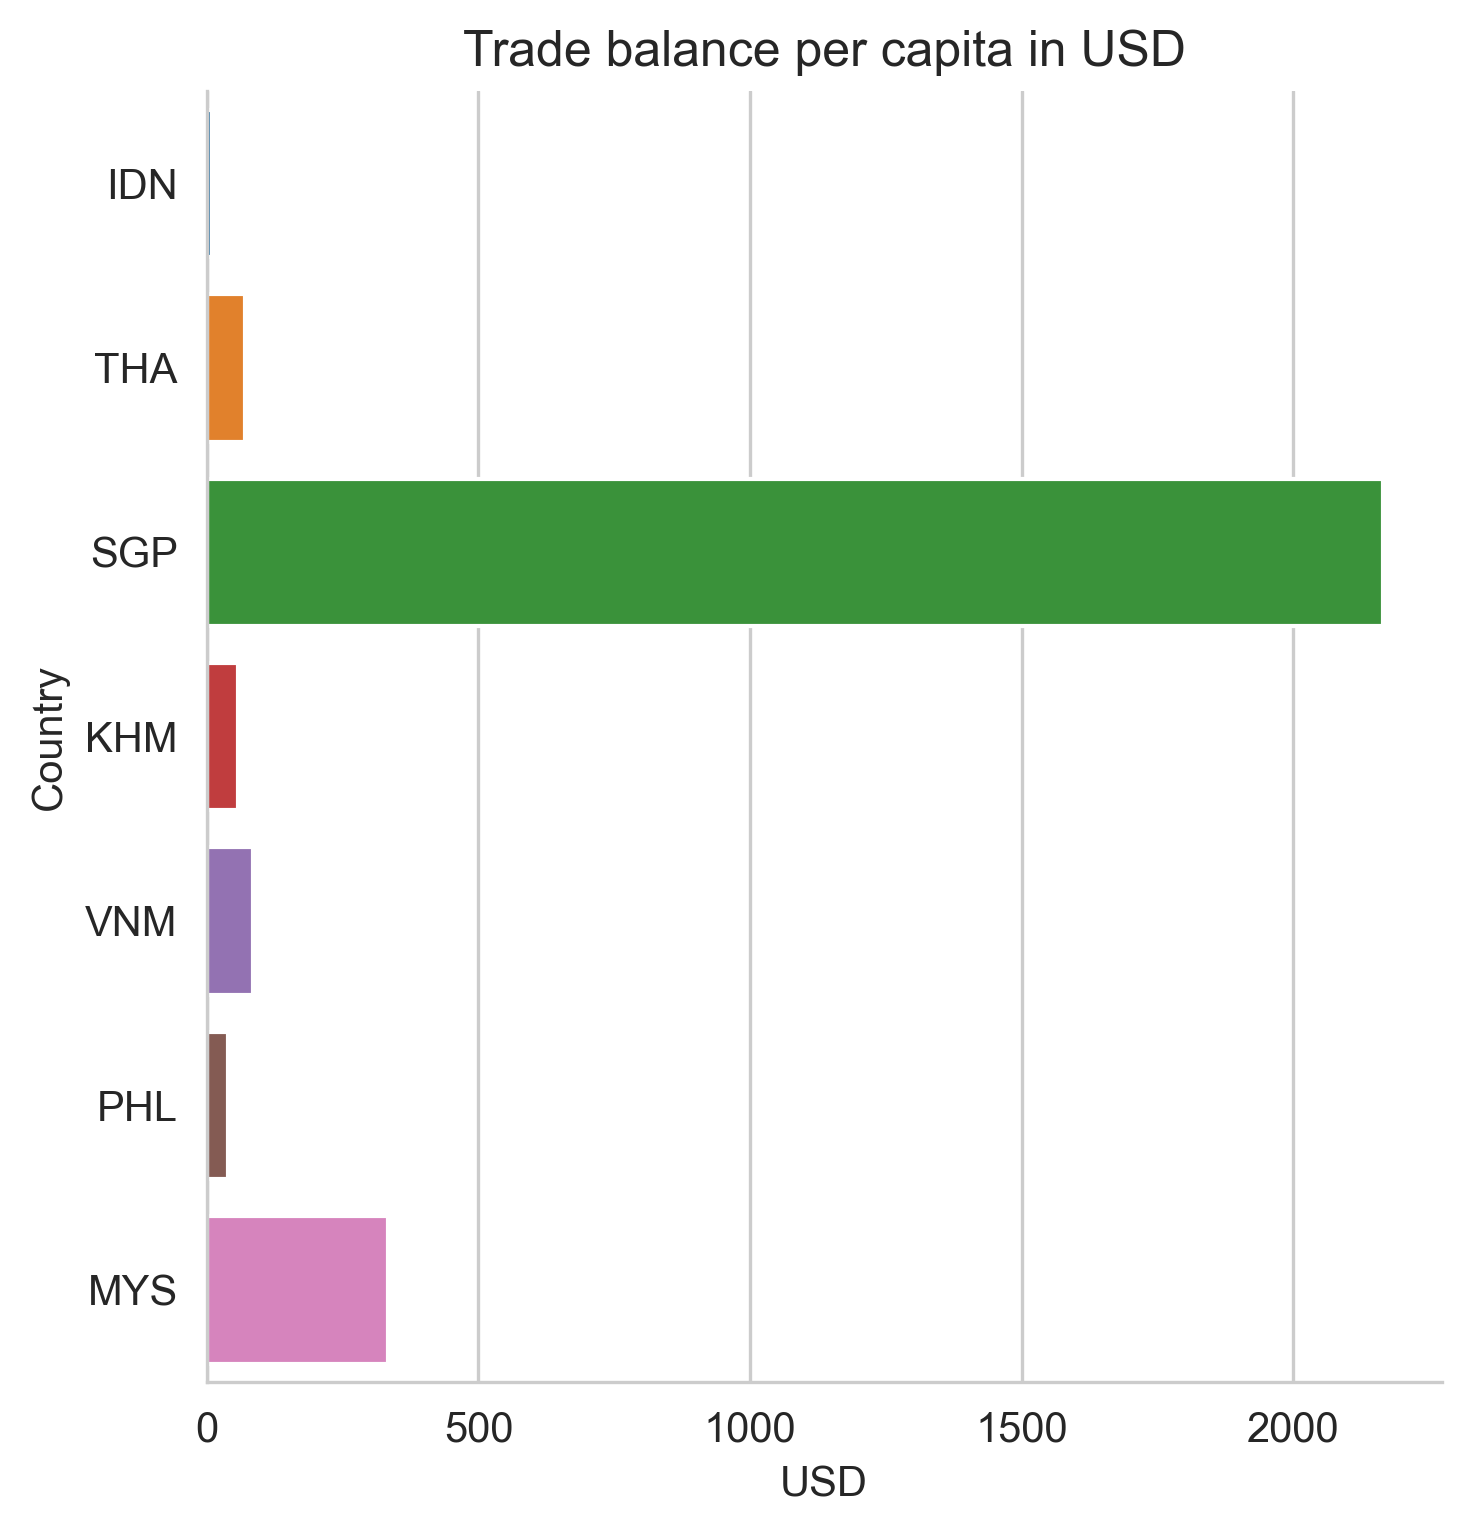 Trade balance per capita in USD
IDN
THA
SGP
KHM
VNM
PHL
MYS
Country
0 500 1000 1500 2000
USD